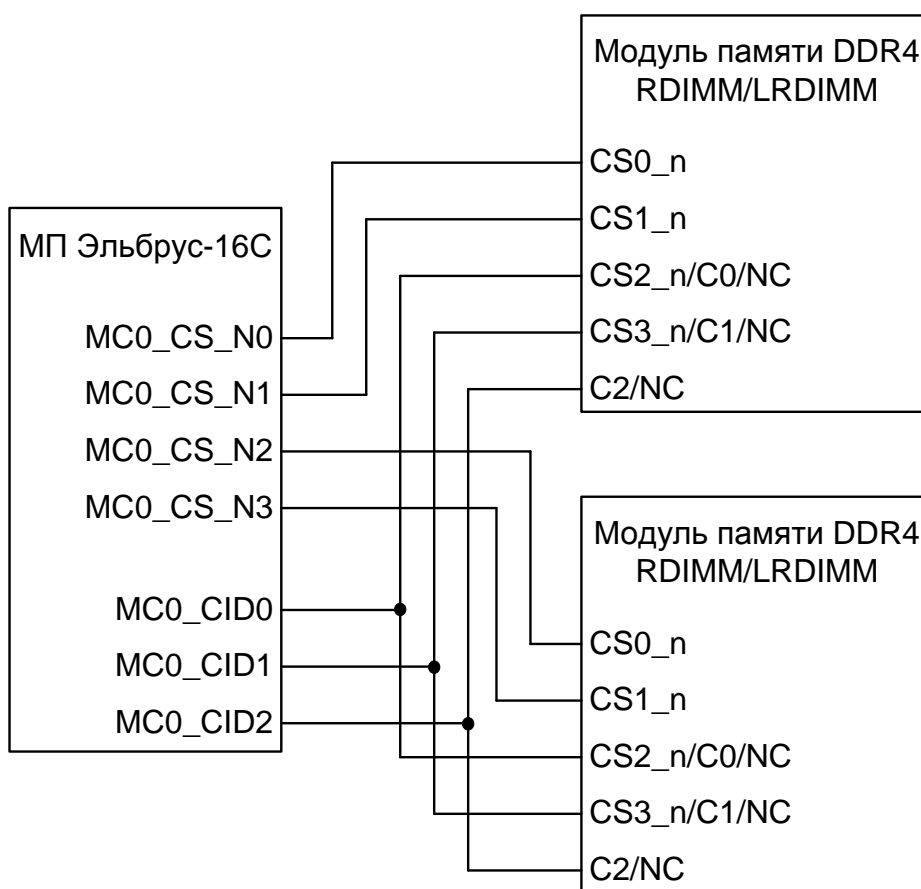 Модуль памяти DDR4
RDIMM/LRDIMM
CS0_n
CS1_n
CS2_n/C0/NC
CS3_n/C1/NC
C2/NC
МП Эльбрус-16С
MC0_CS_N0
MC0_CS_N1
MC0_CS_N2
MC0_CS_N3
MC0_CID0
MC0_CID1
MC0_CID2
Модуль памяти DDR4
RDIMM/LRDIMM
CS0_n
CS1_n
CS2_n/C0/NC
CS3_n/C1/NC
C2/NC